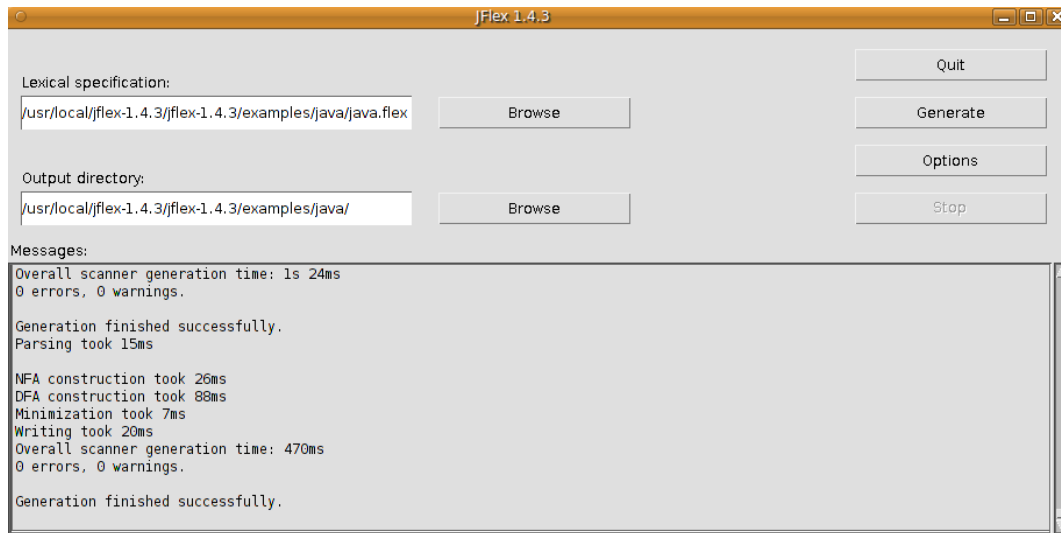 JFlex 1.4.3
Quit
Lexical specification:
/usr/local/jflex-1.4.3/jflex-1.4.3/examples/java/java.flex
Browse
Generate
Options
Output directory:
/usr/local/jflex-1.4.3/jflex-1.4.3/examples/java/
Browse
Stop
Messages:
Overall scanner generation time: 1s 24ms
0 errors, 0 warnings.
Generation finished successfully.
Parsing took 15ms
NFA construction took 26ms
DFA construction took 88ms
Minimization took 7ms
Writing took 20ms
Overall scanner generation time: 470ms
0 errors, 0 warnings.
Generation finished successfully.